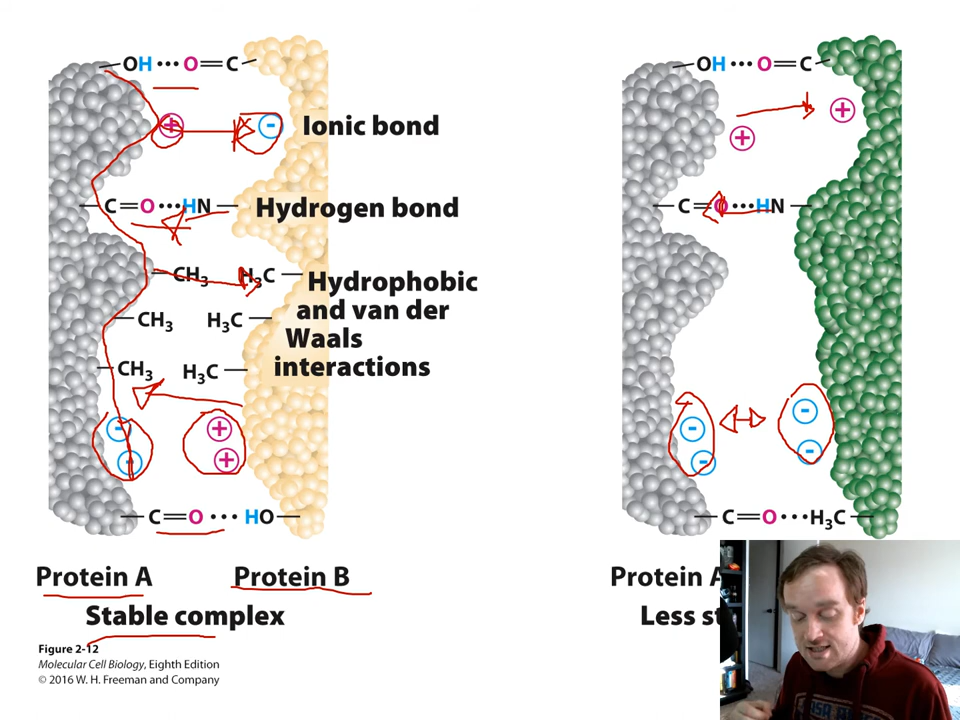 OH ••• O=C
OH ••• O=C
+
-
Ionic bond
+
+
C=O •••HN
Hydrogen bond
C=O •••HN
CH3
H3C
Hydrophobic
and van der
Waals
interactions
CH3
H3C
CH3
H3C
-
+
-
+
-
-
-
-
C=O ••• HO
C=O •••H3C
Protein A
Protein B
Stable complex
Protein
Less
Figure 2-12
Molecular Cell Biology, Eighth Edition
© 2016 W. H. Freeman and Company